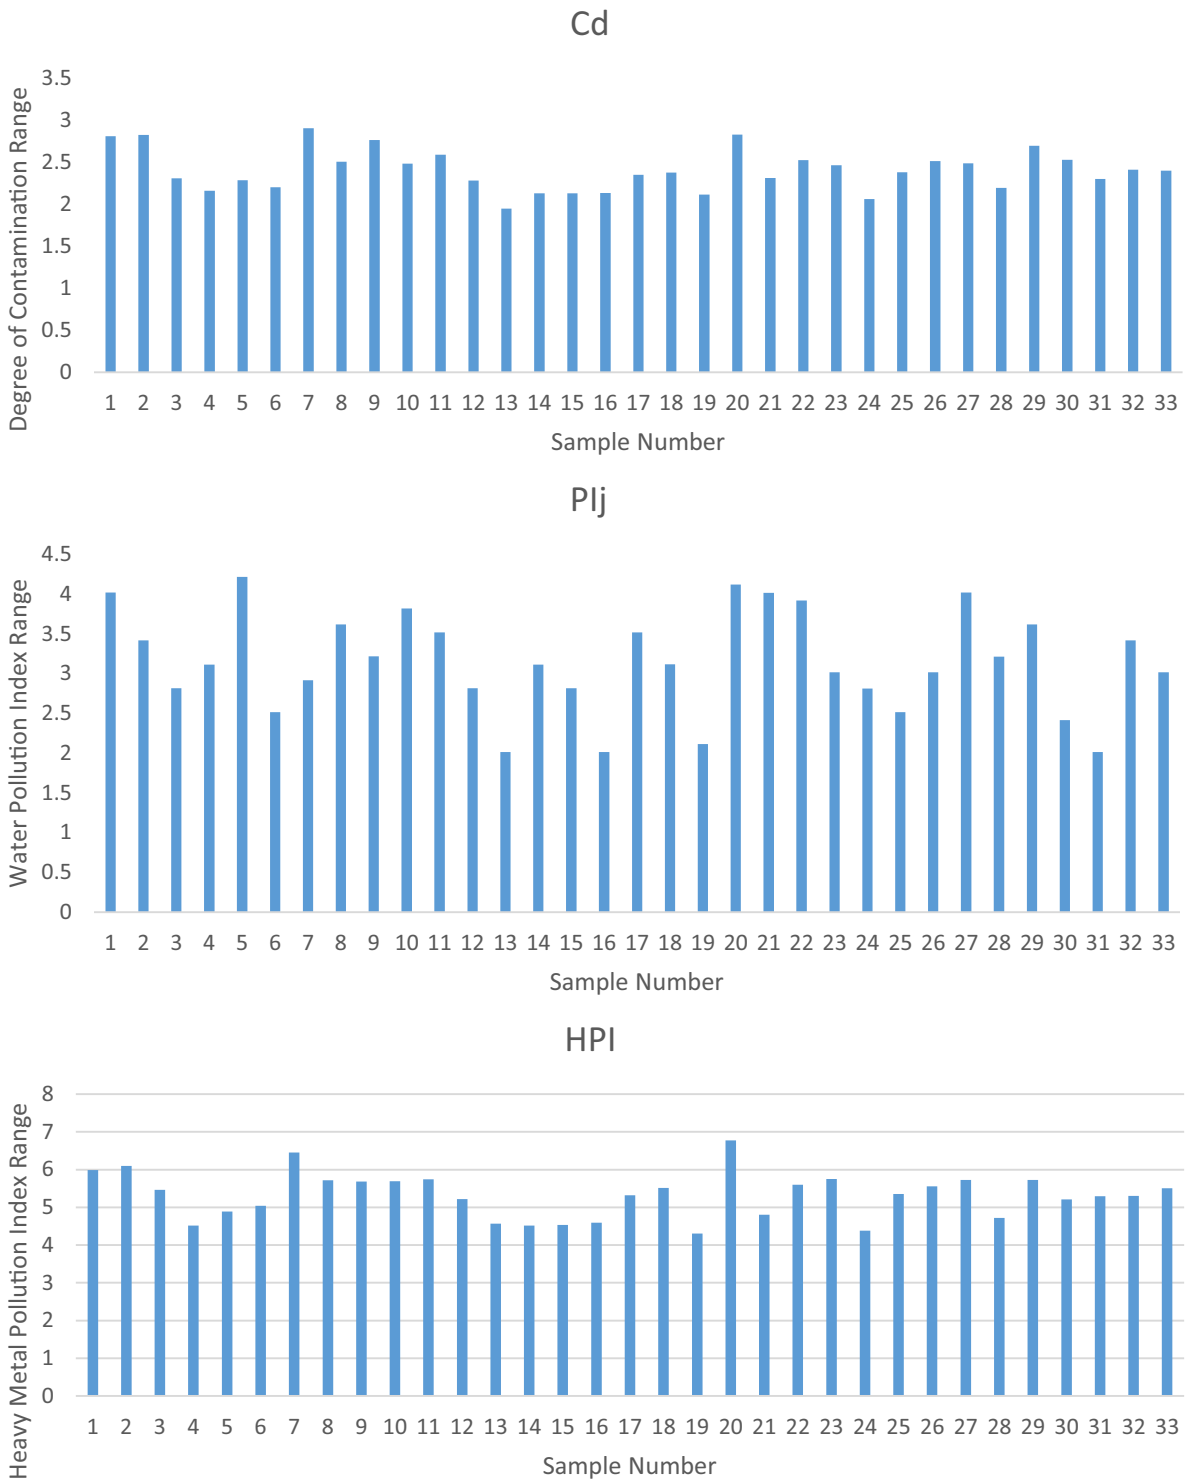 Cd
Degree of Contamination Range
3.5
3
2.5
2
1.5
1
0.5
0
1 2 3 4 5 6 7 8 9 10 11 12 13 14 15 16 17 18 19 20 21 22 23 24 25 26 27 28 29 30 31 32 33
Sample Number
PIj
Water Pollution Index Range
4.5
4
3.5
3
2.5
2
1.5
1
0.5
0
1 2 3 4 5 6 7 8 9 10 11 12 13 14 15 16 17 18 19 20 21 22 23 24 25 26 27 28 29 30 31 32 33
Sample Number
HPI
Heavy Metal Pollution Index Range
8
7
6
5
4
3
2
1
0
1 2 3 4 5 6 7 8 9 10 11 12 13 14 15 16 17 18 19 20 21 22 23 24 25 26 27 28 29 30 31 32 33
Sample Number